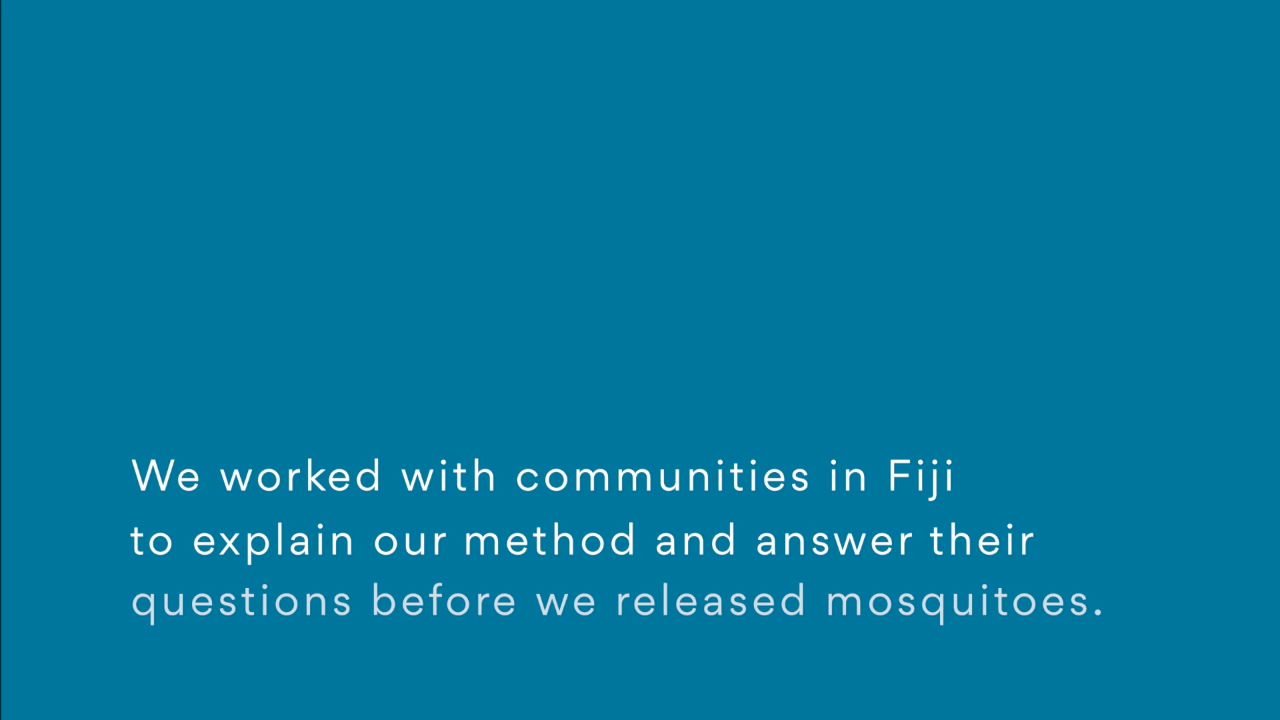 We worked with communities in Fiji
to explain our method and answer their
questions before we released mosquitoes.